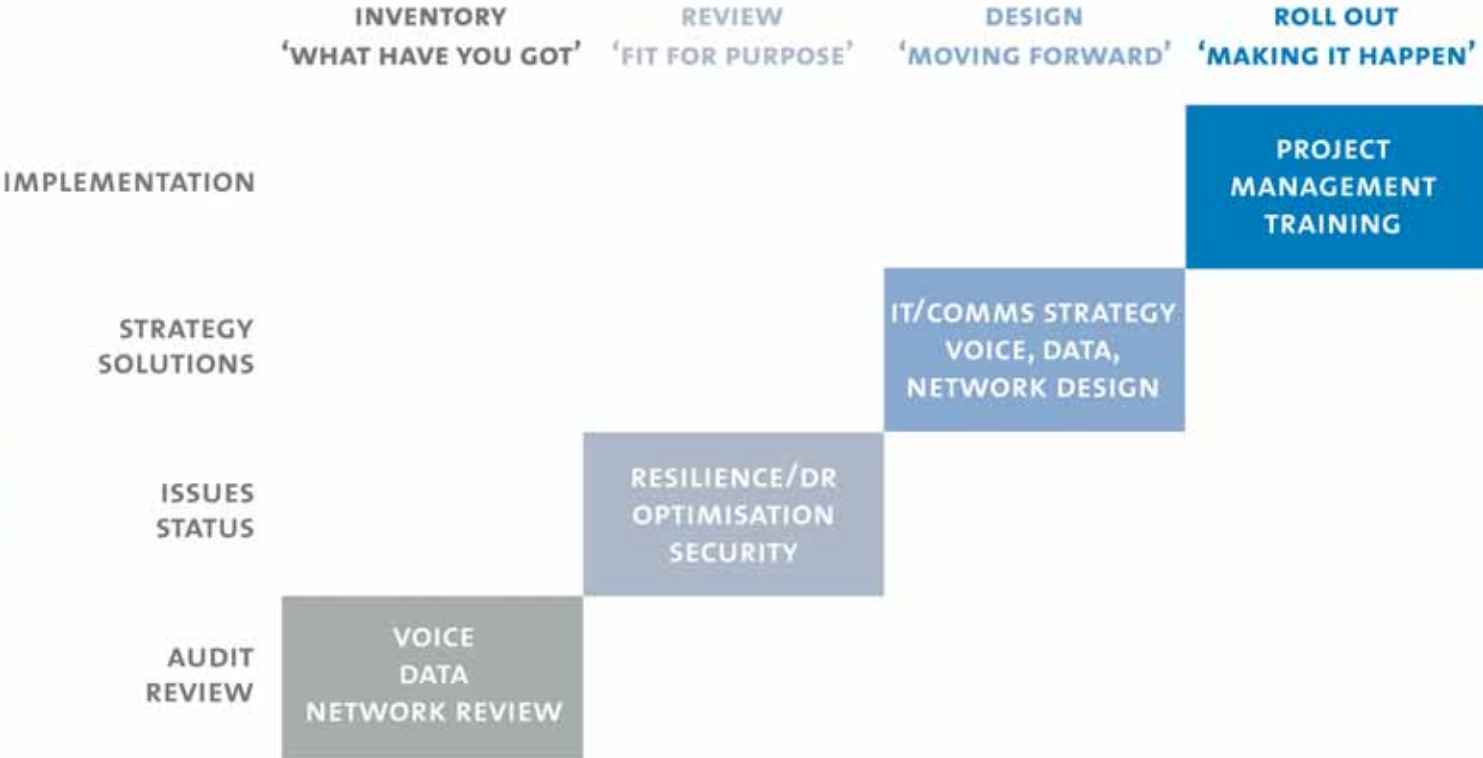 INVENTORY
'WHAT HAVE YOU GOT'
REVIEW
'FIT FOR PURPOSE'
DESIGN
'MOVING FORWARD'
ROLL OUT
'MAKING IT HAPPEN'
IMPLEMENTATION
PROJECT
MANAGEMENT
TRAINING
STRATEGY
SOLUTIONS
IT/COMMS STRATEGY
VOICE, DATA,
NETWORK DESIGN
ISSUES
STATUS
RESILIENCE/DR
OPTIMISATION
SECURITY
AUDIT
REVIEW
VOICE
DATA
NETWORK REVIEW